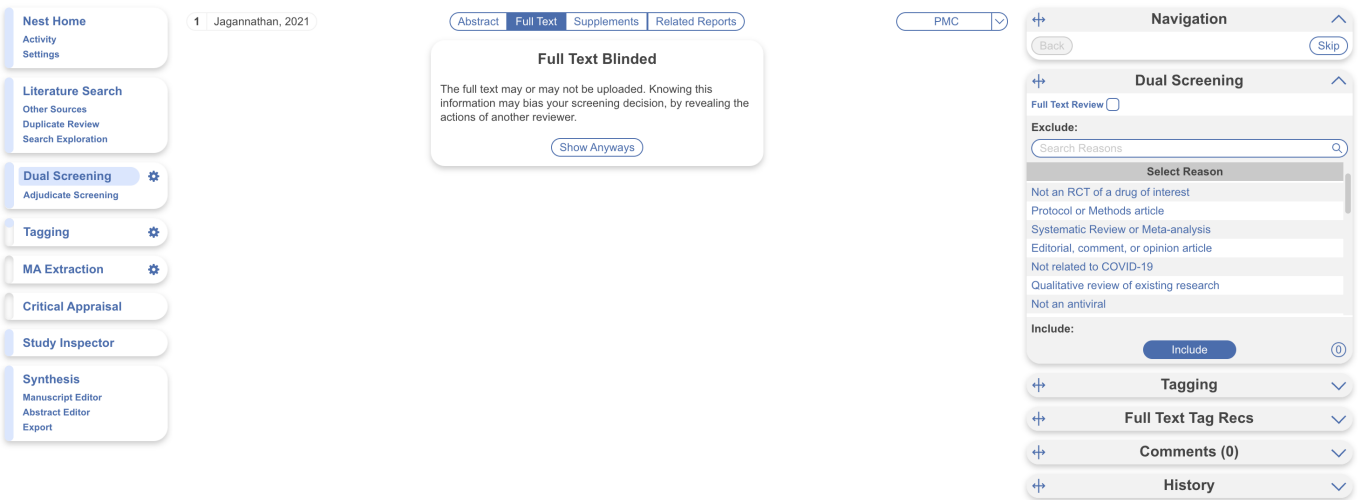 Nest Home
Activity
Settings
Literature Search
Other Sources
Duplicate Review
Search Exploration
Dual Screening
Adjudicate Screening
Tagging
MA Extraction
Critical Appraisal
Study Inspector
Synthesis
Manuscript Editor
Abstract Editor
Export
1 Jagannathan, 2021
Abstract Full Text Supplements Related Reports
PMC
Full Text Blinded
The full text may or may not be uploaded. Knowing this
information may bias your screening decision, by revealing the
actions of another reviewer.
Show Anyways
Navigation
Back Skip
Dual Screening
Full Text Review
Exclude:
Search Reasons
Select Reason
Not an RCT of a drug of interest
Protocol or Methods article
Systematic Review or Meta-analysis
Editorial, comment, or opinion article
Not related to COVID-19
Qualitative review of existing research
Not an antiviral
Include:
Include 0
Tagging
Full Text Tag Recs
Comments (0)
History